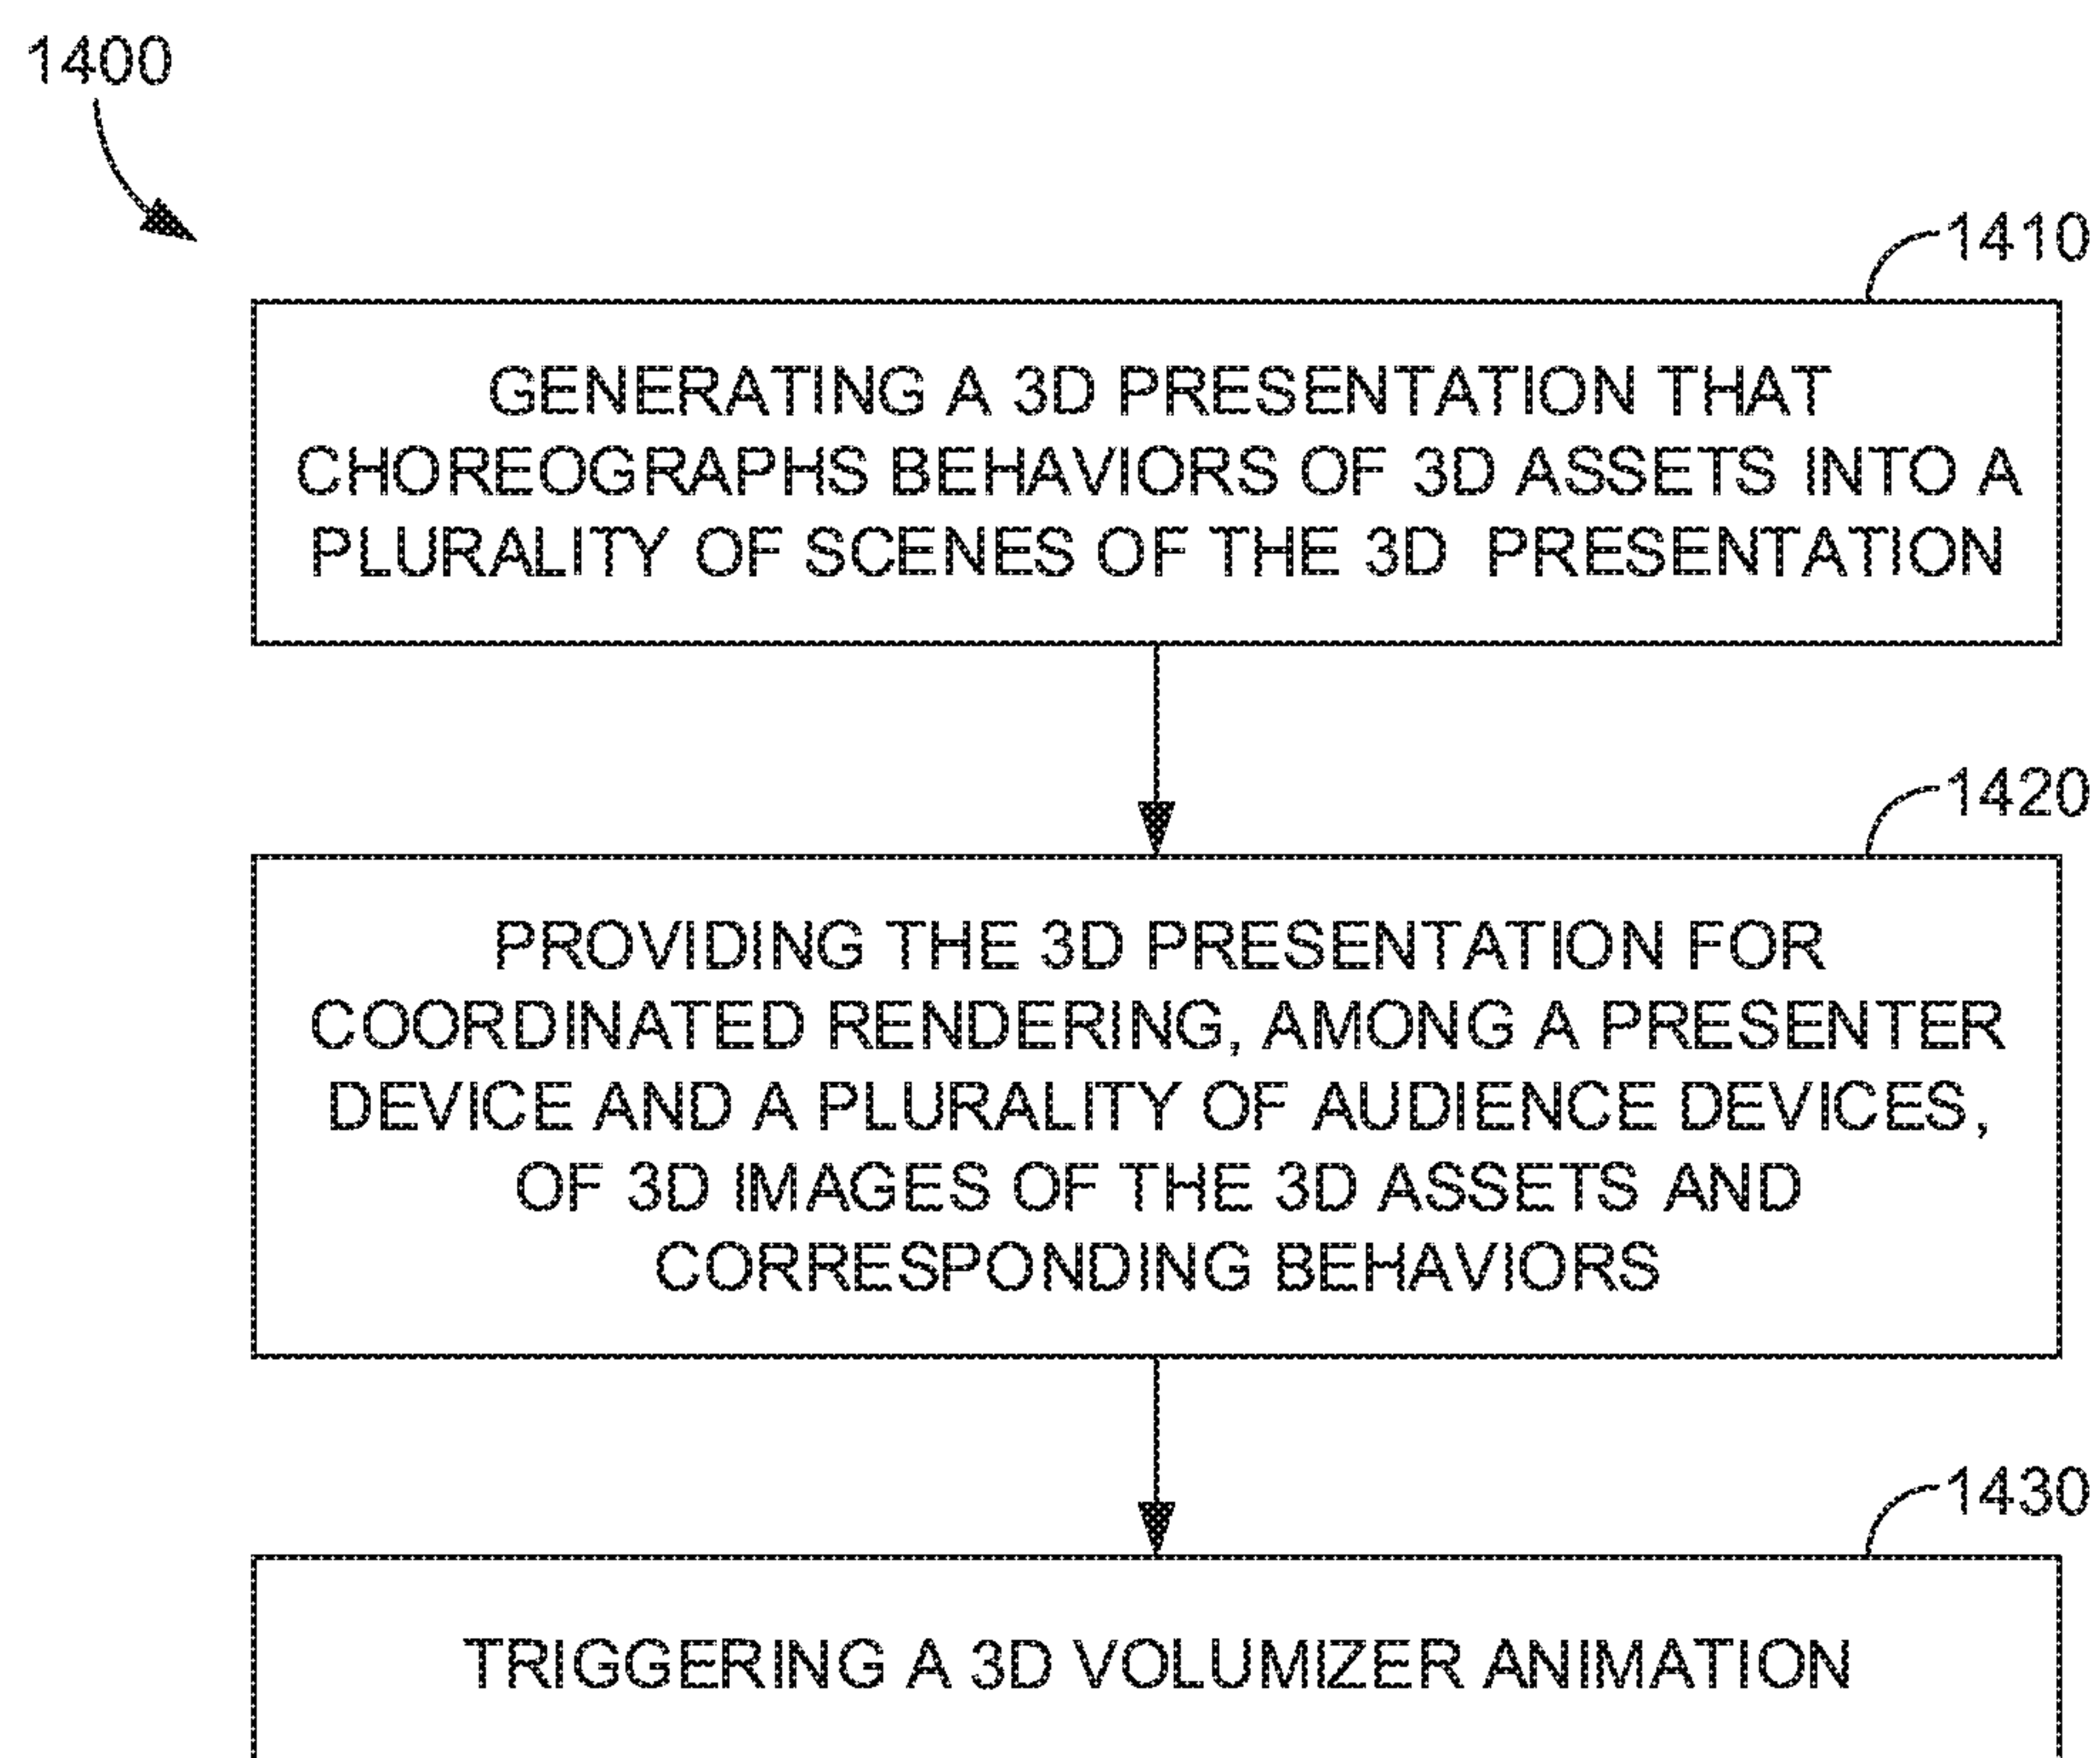 1400
1410
GENERATING A 3D PRESENTATION THAT
CHOREOGRAPHS BEHAVIORS OF 3D ASSETS INTO A
PLURALITY OF SCENES OF THE 3D PRESENTATION
1420
PROVIDING THE 3D PRESENTATION FOR
COORDINATED RENDERING, AMONG A PRESENTER
DEVICE AND A PLURALITY OF AUDIENCE DEVICES,
OF 3D IMAGES OF THE 3D ASSETS AND
CORRESPONDING BEHAVIORS
1430
TRIGGERING A 3D VOLUMIZER ANIMATION